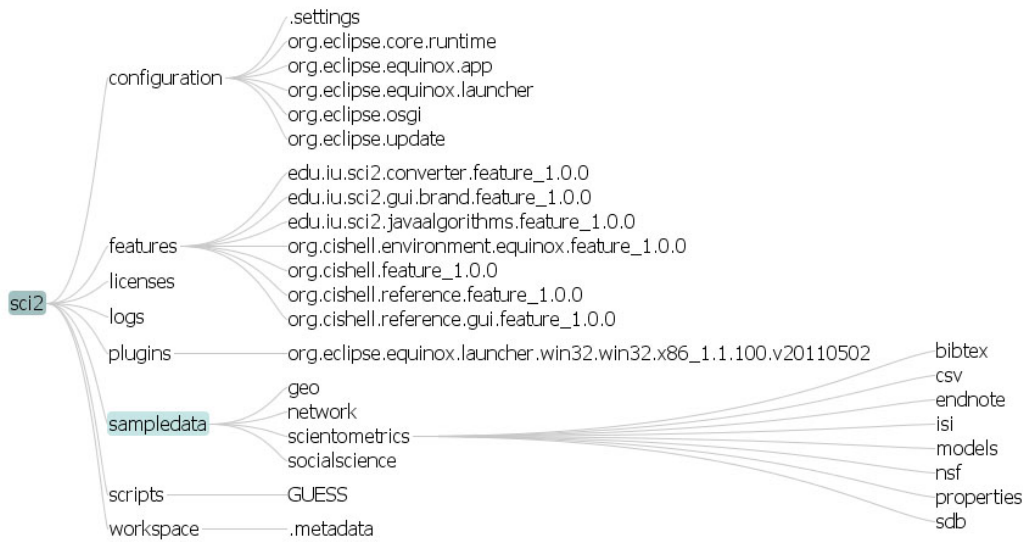 sci2
configuration
.settings
org.eclipse.core.runtime
org.eclipse.equinox.app
org.eclipse.equinox.launcher
org.eclipse.osgi
org.eclipse.update
features
edu.iu.sci2.converter.feature_1.0.0
edu.iu.sci2.gui.brand.feature_1.0.0
edu.iu.sci2.javaalgorithms.feature_1.0.0
org.cishell.environment.equinox.feature_1.0.0
org.cishell.feature_1.0.0
org.cishell.reference.feature_1.0.0
org.cishell.reference.gui.feature_1.0.0
licenses
logs
plugins
org.eclipse.equinox.launcher.win32.win32.x86_1.1.100.v20110502
sampledata
geo
network
scientometrics
bibtex
csv
endnote
isi
models
nsf
properties
sdb
socialscience
scripts
GUESS
workspace
.metadata